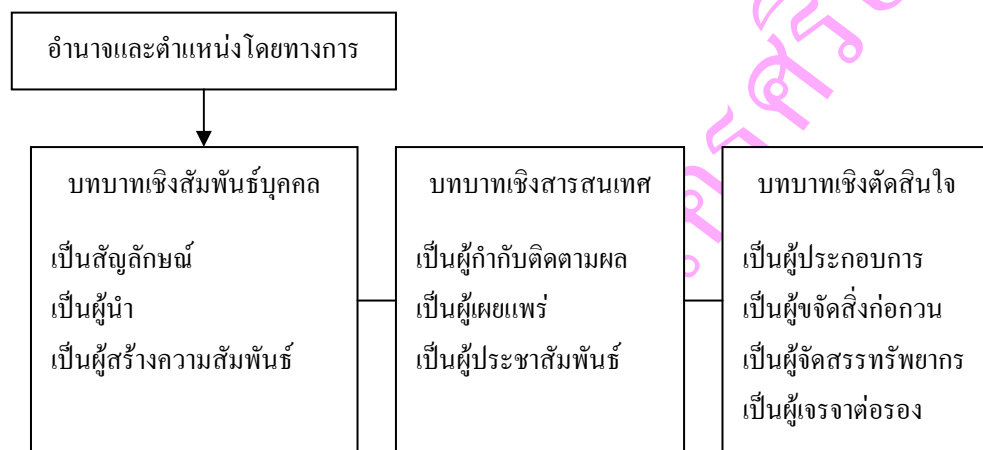 อำนาจและตำแหน่งโดยทางการ
บทบาทเชิงสัมพันธ์บุคคล
เป็นสัญลักษณ์
เป็นผู้นำ
เป็นผู้สร้างความสัมพันธ์
บทบาทเชิงสารสนเทศ
เป็นผู้กำกับติดตามผล
เป็นผู้เผยแพร่
เป็นผู้ประชาสัมพันธ์
บทบาทเชิงตัดสินใจ
เป็นผู้ประกอบการ
เป็นผู้ขจัดสิ่งก่อกวน
เป็นผู้จัดสรรทรัพยากร
เป็นผู้เจรจาต่อรอง